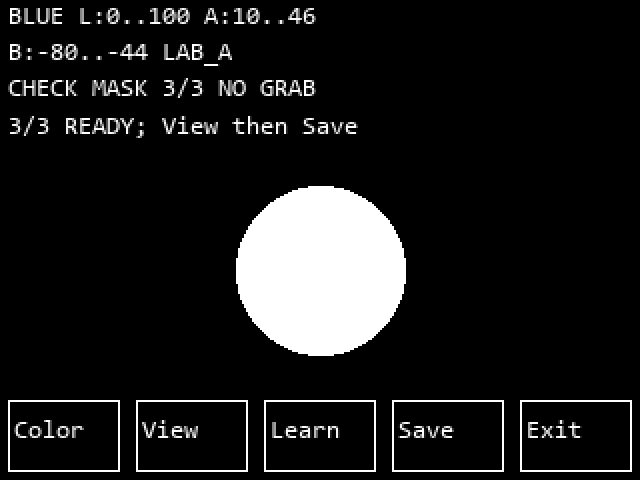 BLUE L:0..100 A:10..46
B:-80..-44 LAB_A
CHECK MASK 3/3 NO GRAB
3/3 READY; View then Save
Color View Learn Save Exit